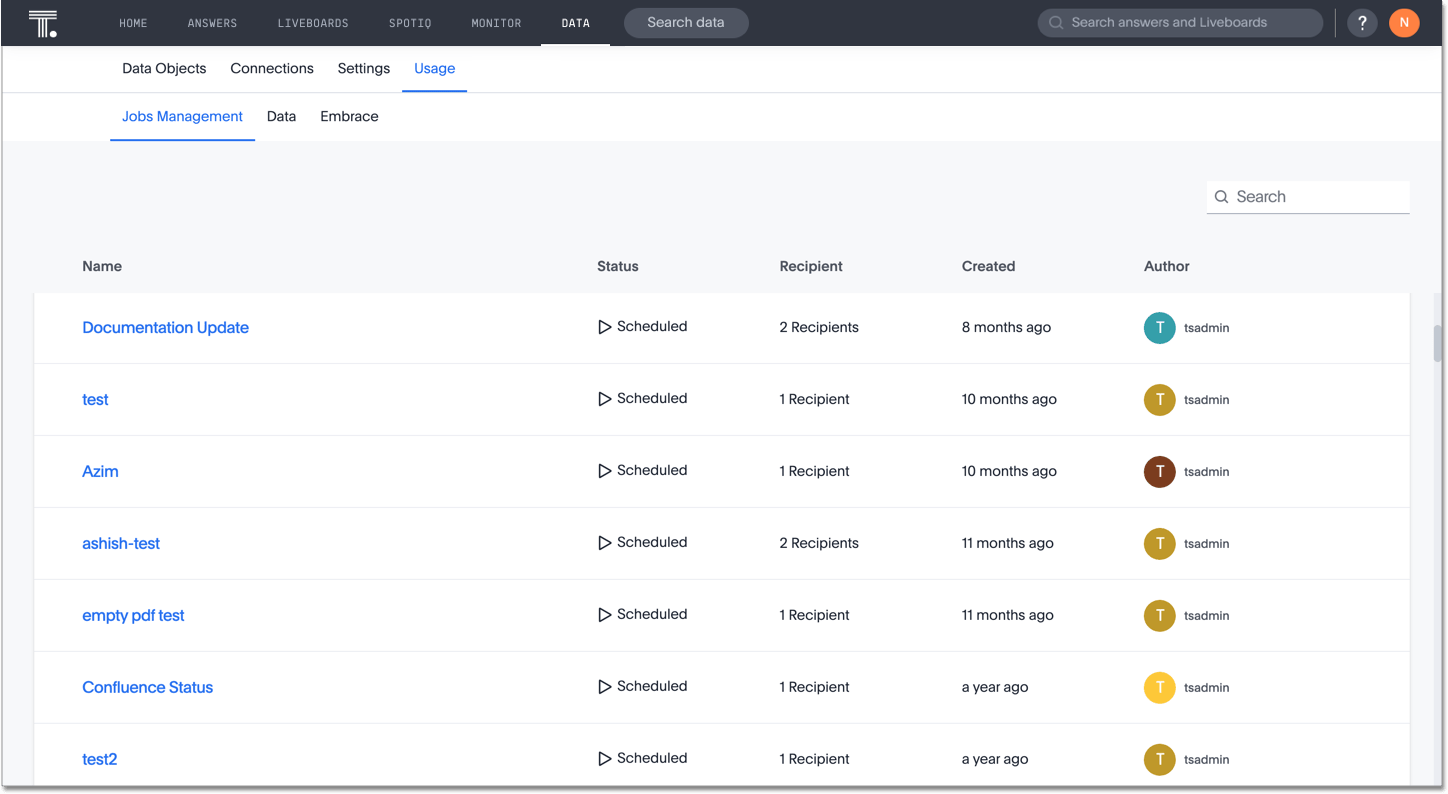 T. HOME ANSWERS LIVEBOARDS SPOTIQ MONITOR DATA Search data Search answers and Liveboards ? N
Data Objects Connections Settings Usage
Jobs Management Data Embrace
Search
Name Status Recipient Created Author
Documentation Update Scheduled 2 Recipients 8 months ago T tsadmin
test Scheduled 1 Recipient 10 months ago T tsadmin
Azim Scheduled 1 Recipient 10 months ago T tsadmin
ashish-test Scheduled 2 Recipients 11 months ago T tsadmin
empty pdf test Scheduled 1 Recipient 11 months ago T tsadmin
Confluence Status Scheduled 1 Recipient a year ago T tsadmin
test2 Scheduled 1 Recipient a year ago T tsadmin